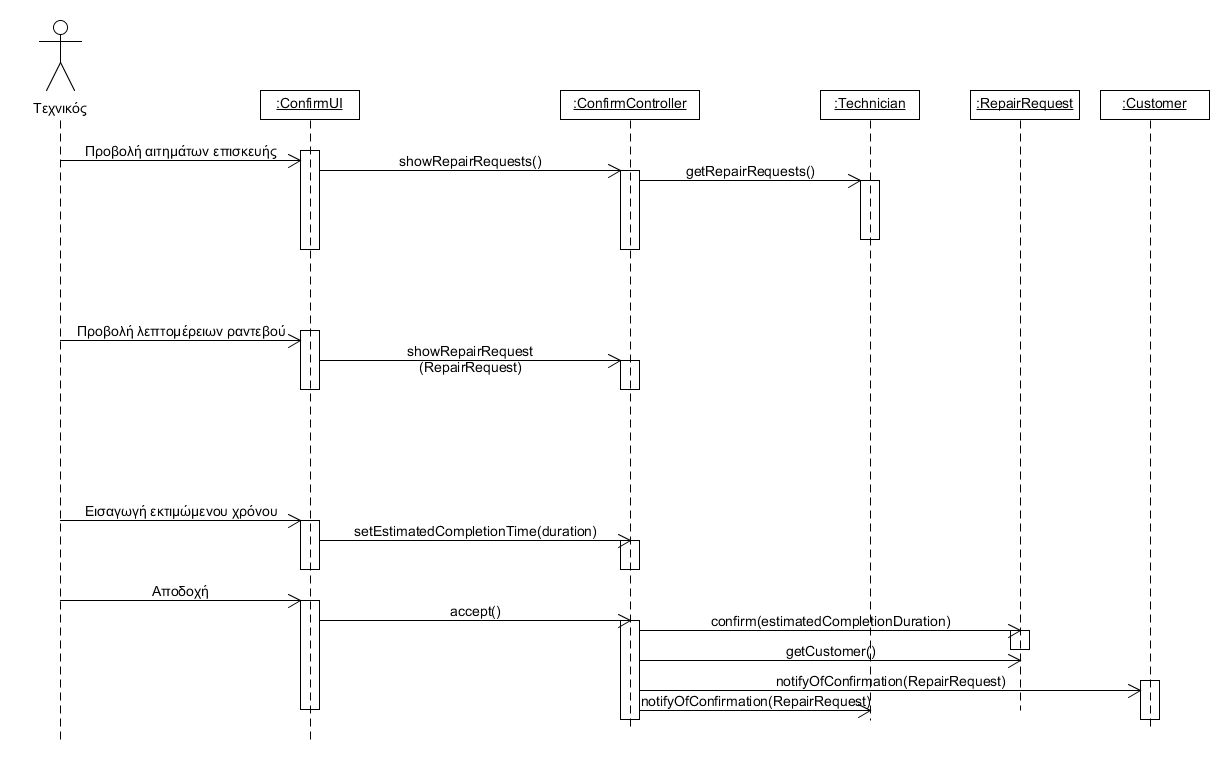 Τεχνικός
:ConfirmUI
:ConfirmController
:Technician
:RepairRequest
:Customer
Προβολή αιτημάτων επισκευής
showRepairRequests()
getRepairRequests()
Προβολή λεπτομέρειων ραντεβού
showRepairRequest
(RepairRequest)
Εισαγωγή εκτιμώμενου χρόνου
setEstimatedCompletionTime(duration)
Αποδοχή
accept()
confirm(estimatedCompletionDuration)
getCustomer()
notifyOfConfirmation(RepairRequest)
notifyOfConfirmation(RepairRequest)